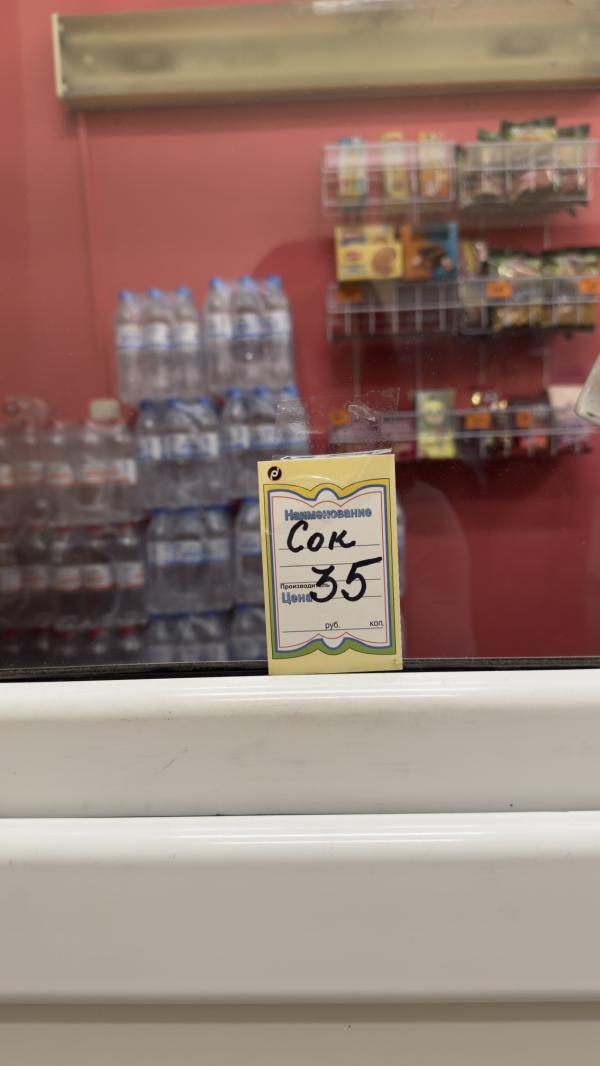 Наименование
Сок
Производитель
Цена 35
руб. коп.